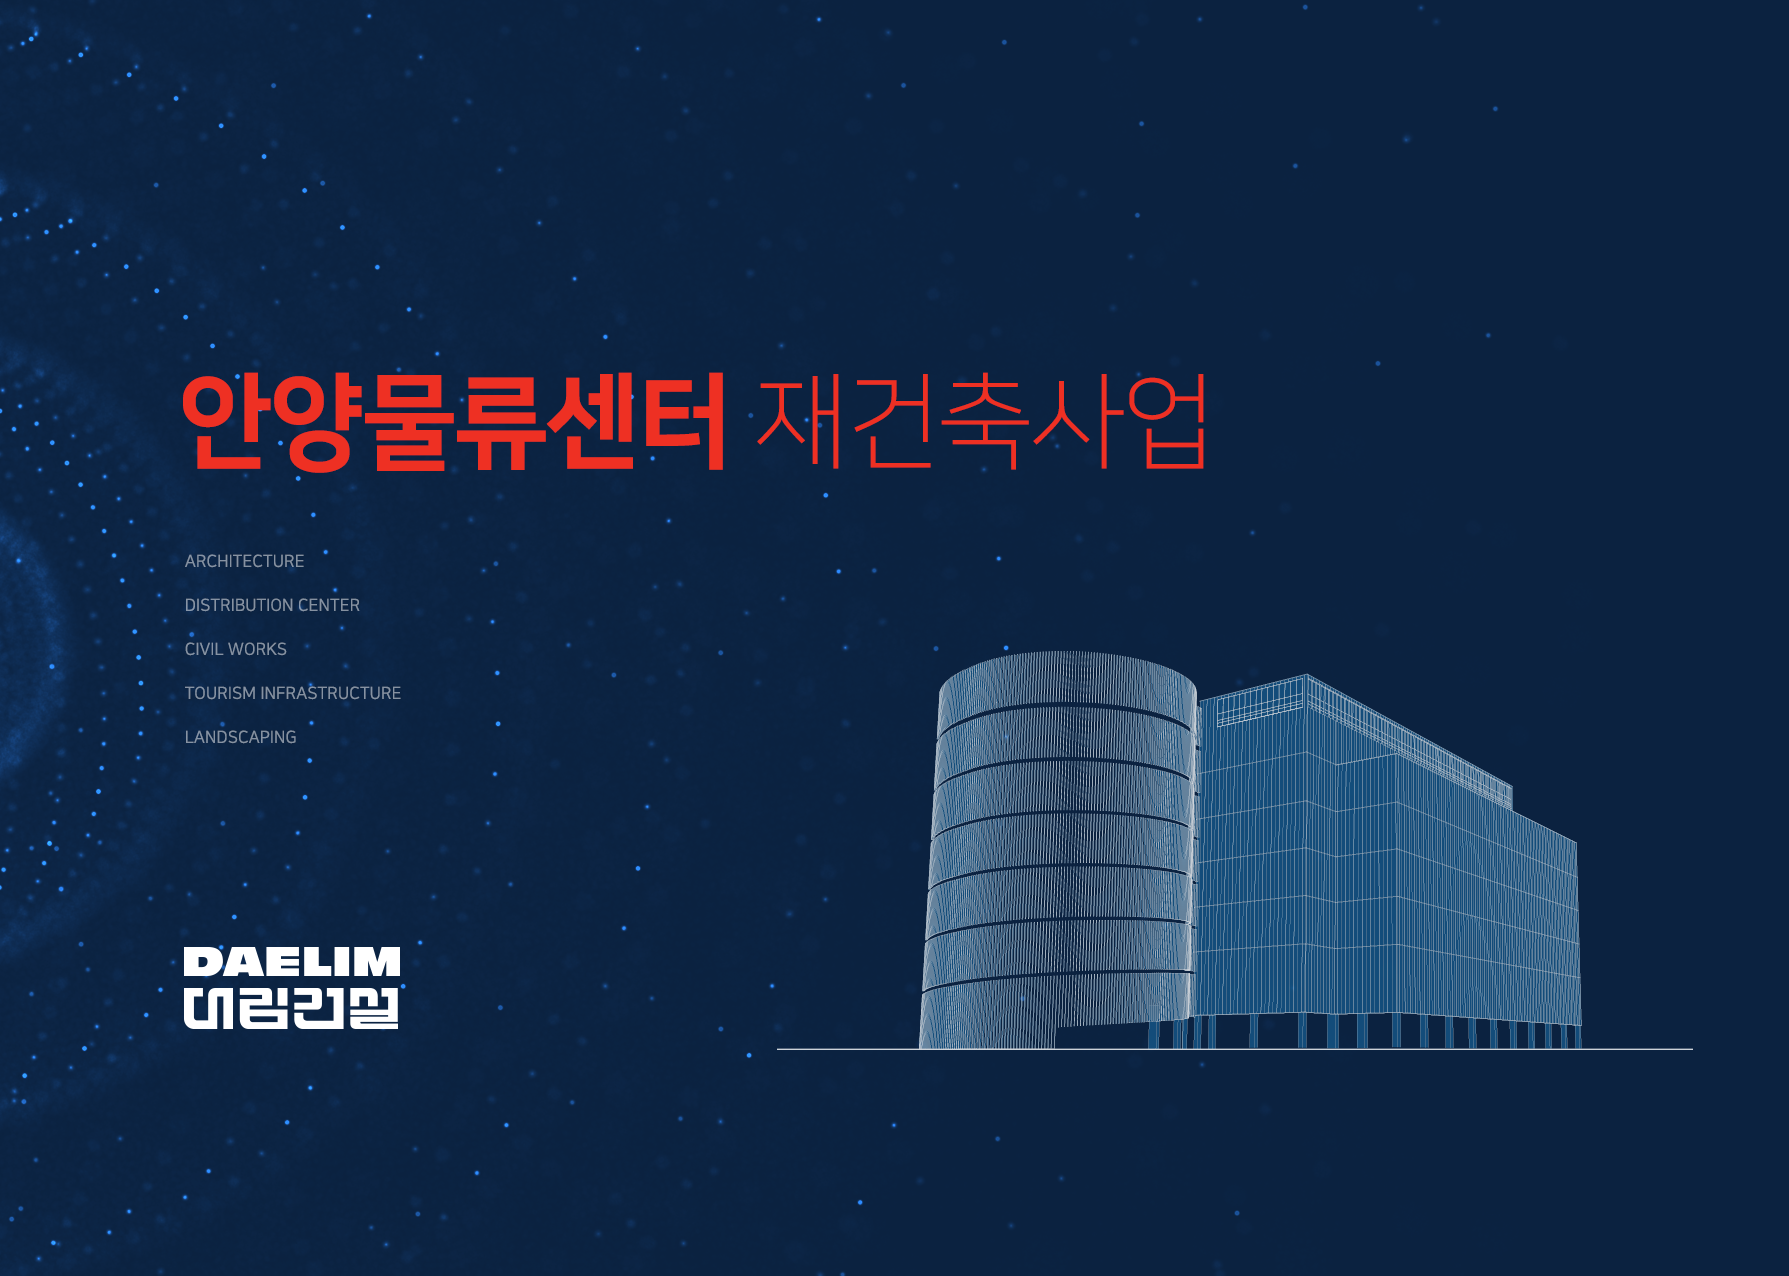 안양물류센터 재건축사업
ARCHITECTURE
DISTRIBUTION CENTER
CIVIL WORKS
TOURISM INFRASTRUCTURE
LANDSCAPING
DAELIM
대림건설